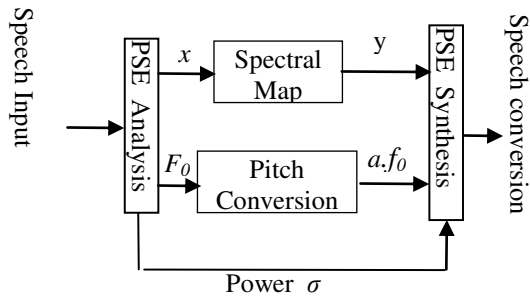 Speech Input
PSE Analysis
x
Spectral
Map
y
F0
Pitch
Conversion
a.f0
PSE Synthesis
Speech conversion
Power σ